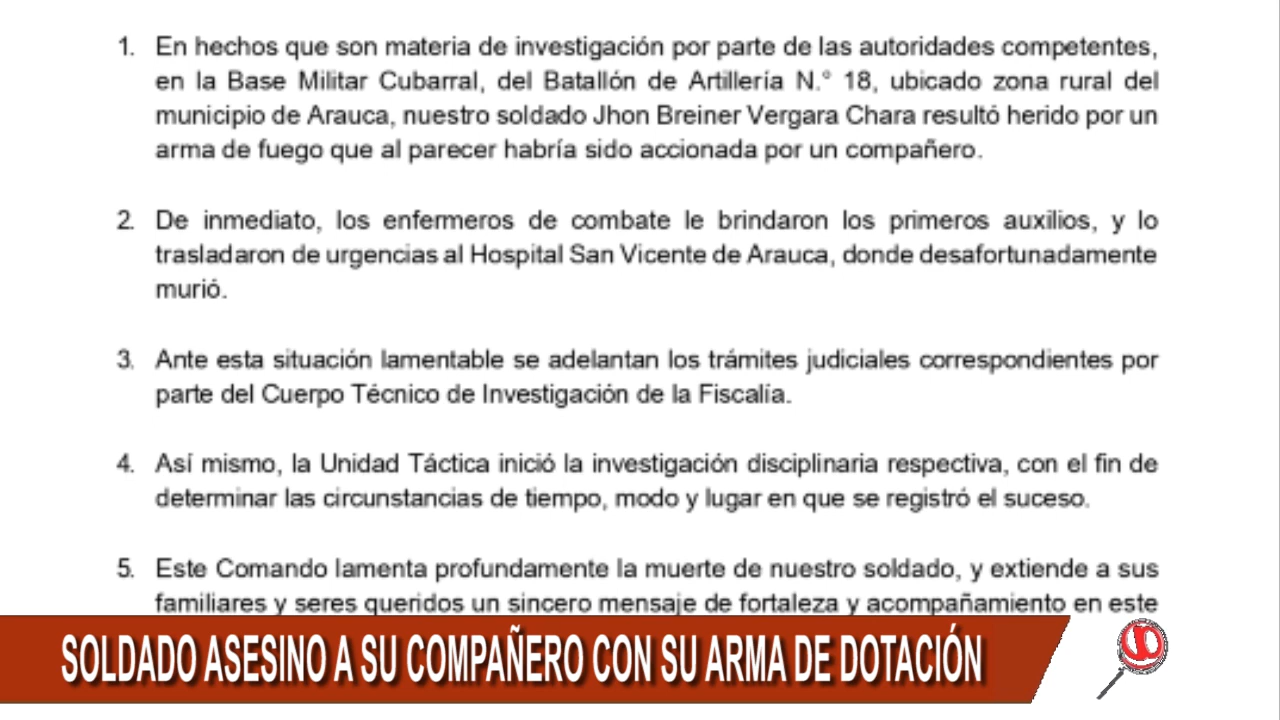 1. En hechos que son materia de investigación por parte de las autoridades competentes,
en la Base Militar Cubarral, del Batallón de Artillería N.° 18, ubicado zona rural del
municipio de Arauca, nuestro soldado Jhon Breiner Vergara Chara resultó herido por un
arma de fuego que al parecer habría sido accionada por un compañero.
2. De inmediato, los enfermeros de combate le brindaron los primeros auxilios, y lo
trasladaron de urgencias al Hospital San Vicente de Arauca, donde desafortunadamente
murió.
3. Ante esta situación lamentable se adelantan los trámites judiciales correspondientes por
parte del Cuerpo Técnico de Investigación de la Fiscalía.
4. Así mismo, la Unidad Táctica inició la investigación disciplinaria respectiva, con el fin de
determinar las circunstancias de tiempo, modo y lugar en que se registró el suceso.
5. Este Comando lamenta profundamente la muerte de nuestro soldado, y extiende a sus
familiares y seres queridos un sincero mensaje de fortaleza y acompañamiento en este
SOLDADO ASESINO A SU COMPAÑERO CON SU ARMA DE DOTACIÓN